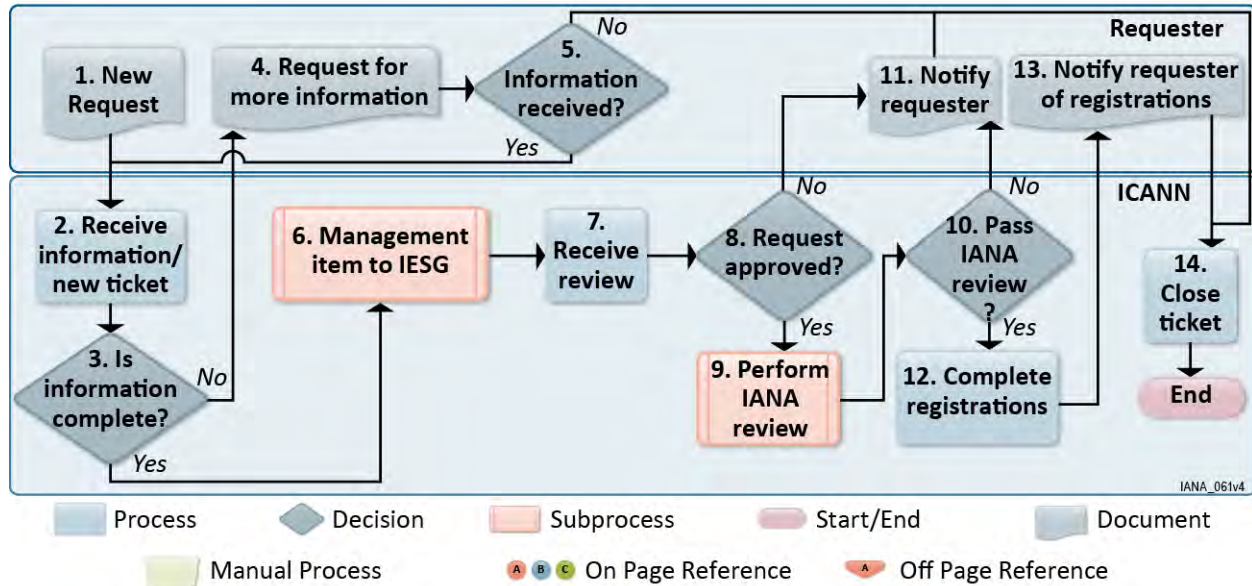 No
Requester
1. New
Request
4. Request for
more information
5.
Information
received?
11. Notify
requester
13. Notify requester
of registrations
Yes
No
No
ICANN
2. Receive
information/
new ticket
6. Management
item to IESG
7.
Receive
review
8. Request
approved?
10. Pass
IANA
review
?
14.
Close
ticket
3. Is
information
complete?
No
Yes
Yes
9. Perform
IANA
review
12. Complete
registrations
End
Yes
IANA_061v4
Process
Decision
Subprocess
Start/End
Document
Manual Process
A B C On Page Reference
A Off Page Reference